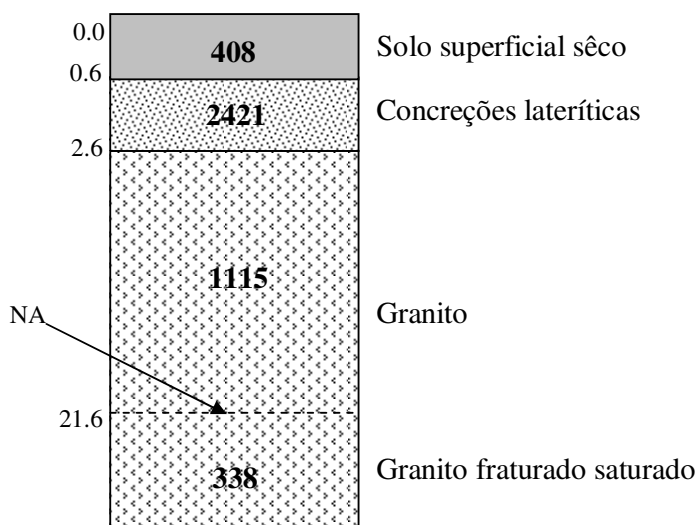 0.0
408
Solo superficial sêco
0.6
2421
Concreções lateríticas
2.6
1115
NA
Granito
21.6
338
Granito fraturado saturado